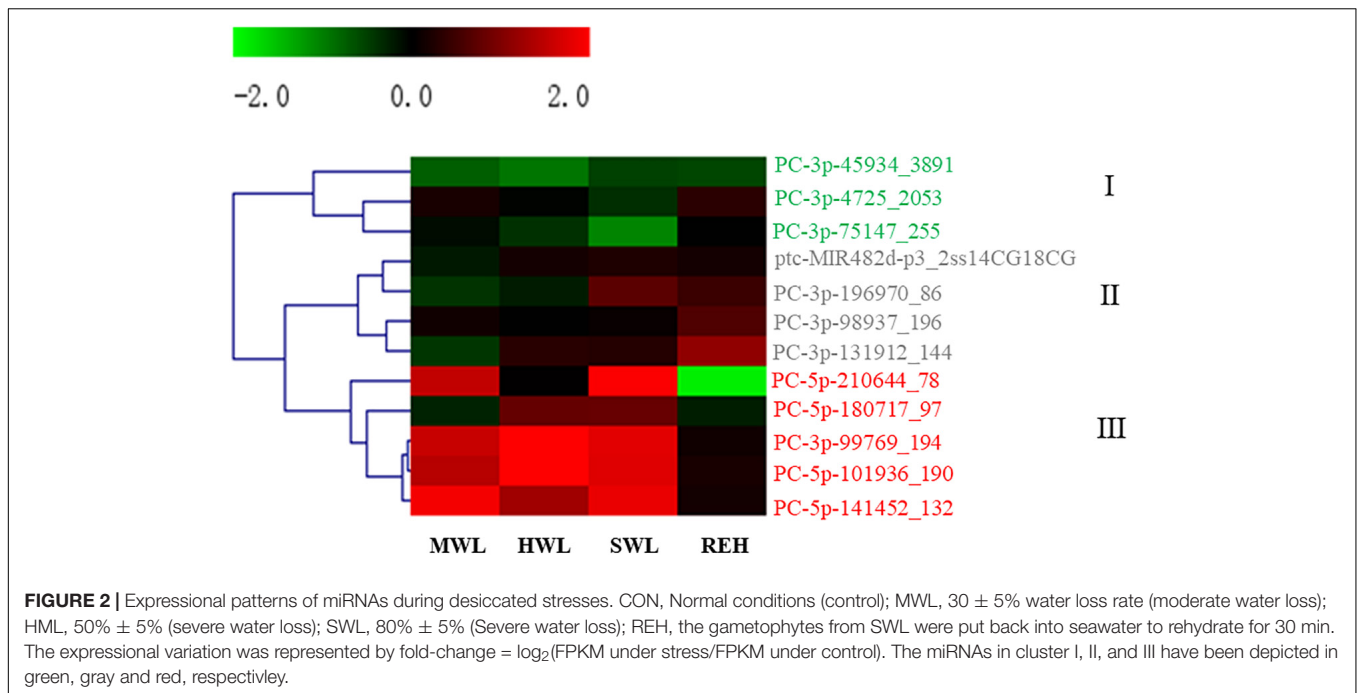 -2.0 0.0 2.0
PC-3p-45934_3891
I
PC-3p-4725_2053
PC-3p-75147_255
ptc-MIR482d-p3_2ss14CG18CG
PC-3p-196970_86
II
PC-3p-98937_196
PC-3p-131912_144
PC-5p-210644_78
PC-5p-180717_97
III
PC-3p-99769_194
PC-5p-101936_190
PC-5p-141452_132
MWL HWL SWL REH
FIGURE 2 | Expressional patterns of miRNAs during desiccated stresses. CON, Normal conditions (control); MWL, 30 ± 5% water loss rate (moderate water loss);
HML, 50% ± 5% (severe water loss); SWL, 80% ± 5% (Severe water loss); REH, the gametophytes from SWL were put back into seawater to rehydrate for 30 min.
The expressional variation was represented by fold-change = log₂(FPKM under stress/FPKM under control). The miRNAs in cluster I, II, and III have been depicted in
green, gray and red, respectivley.